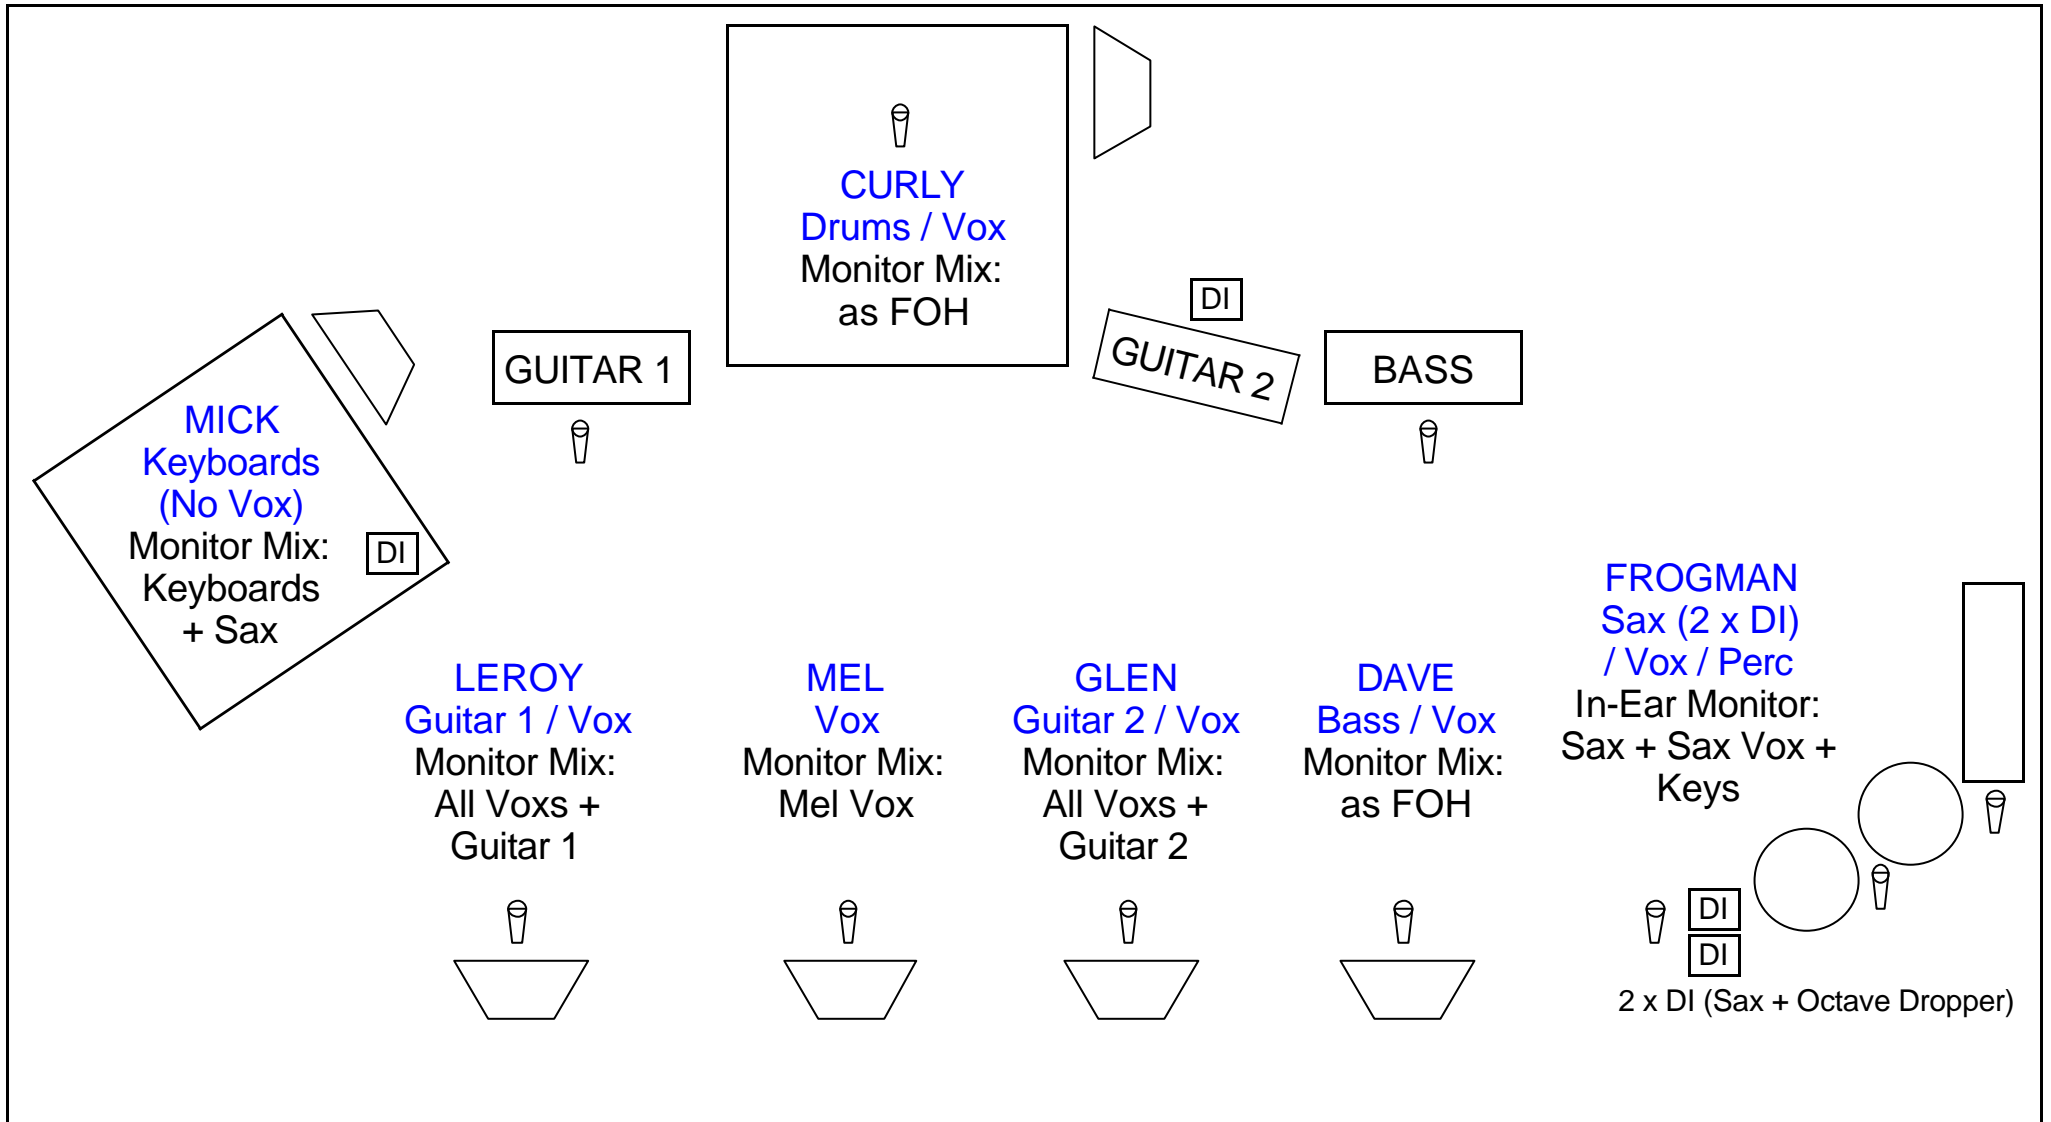 CURLY
Drums / Vox
Monitor Mix:
as FOH
DI
GUITAR 1
GUITAR 2
BASS
MICK
Keyboards
(No Vox)
Monitor Mix:
Keyboards
+ Sax
DI
LEROY
Guitar 1 / Vox
Monitor Mix:
All Voxs +
Guitar 1
MEL
Vox
Monitor Mix:
Mel Vox
GLEN
Guitar 2 / Vox
Monitor Mix:
All Voxs +
Guitar 2
DAVE
Bass / Vox
Monitor Mix:
as FOH
FROGMAN
Sax (2 x DI)
/ Vox / Perc
In-Ear Monitor:
Sax + Sax Vox +
Keys
DI
DI
2 x DI (Sax + Octave Dropper)